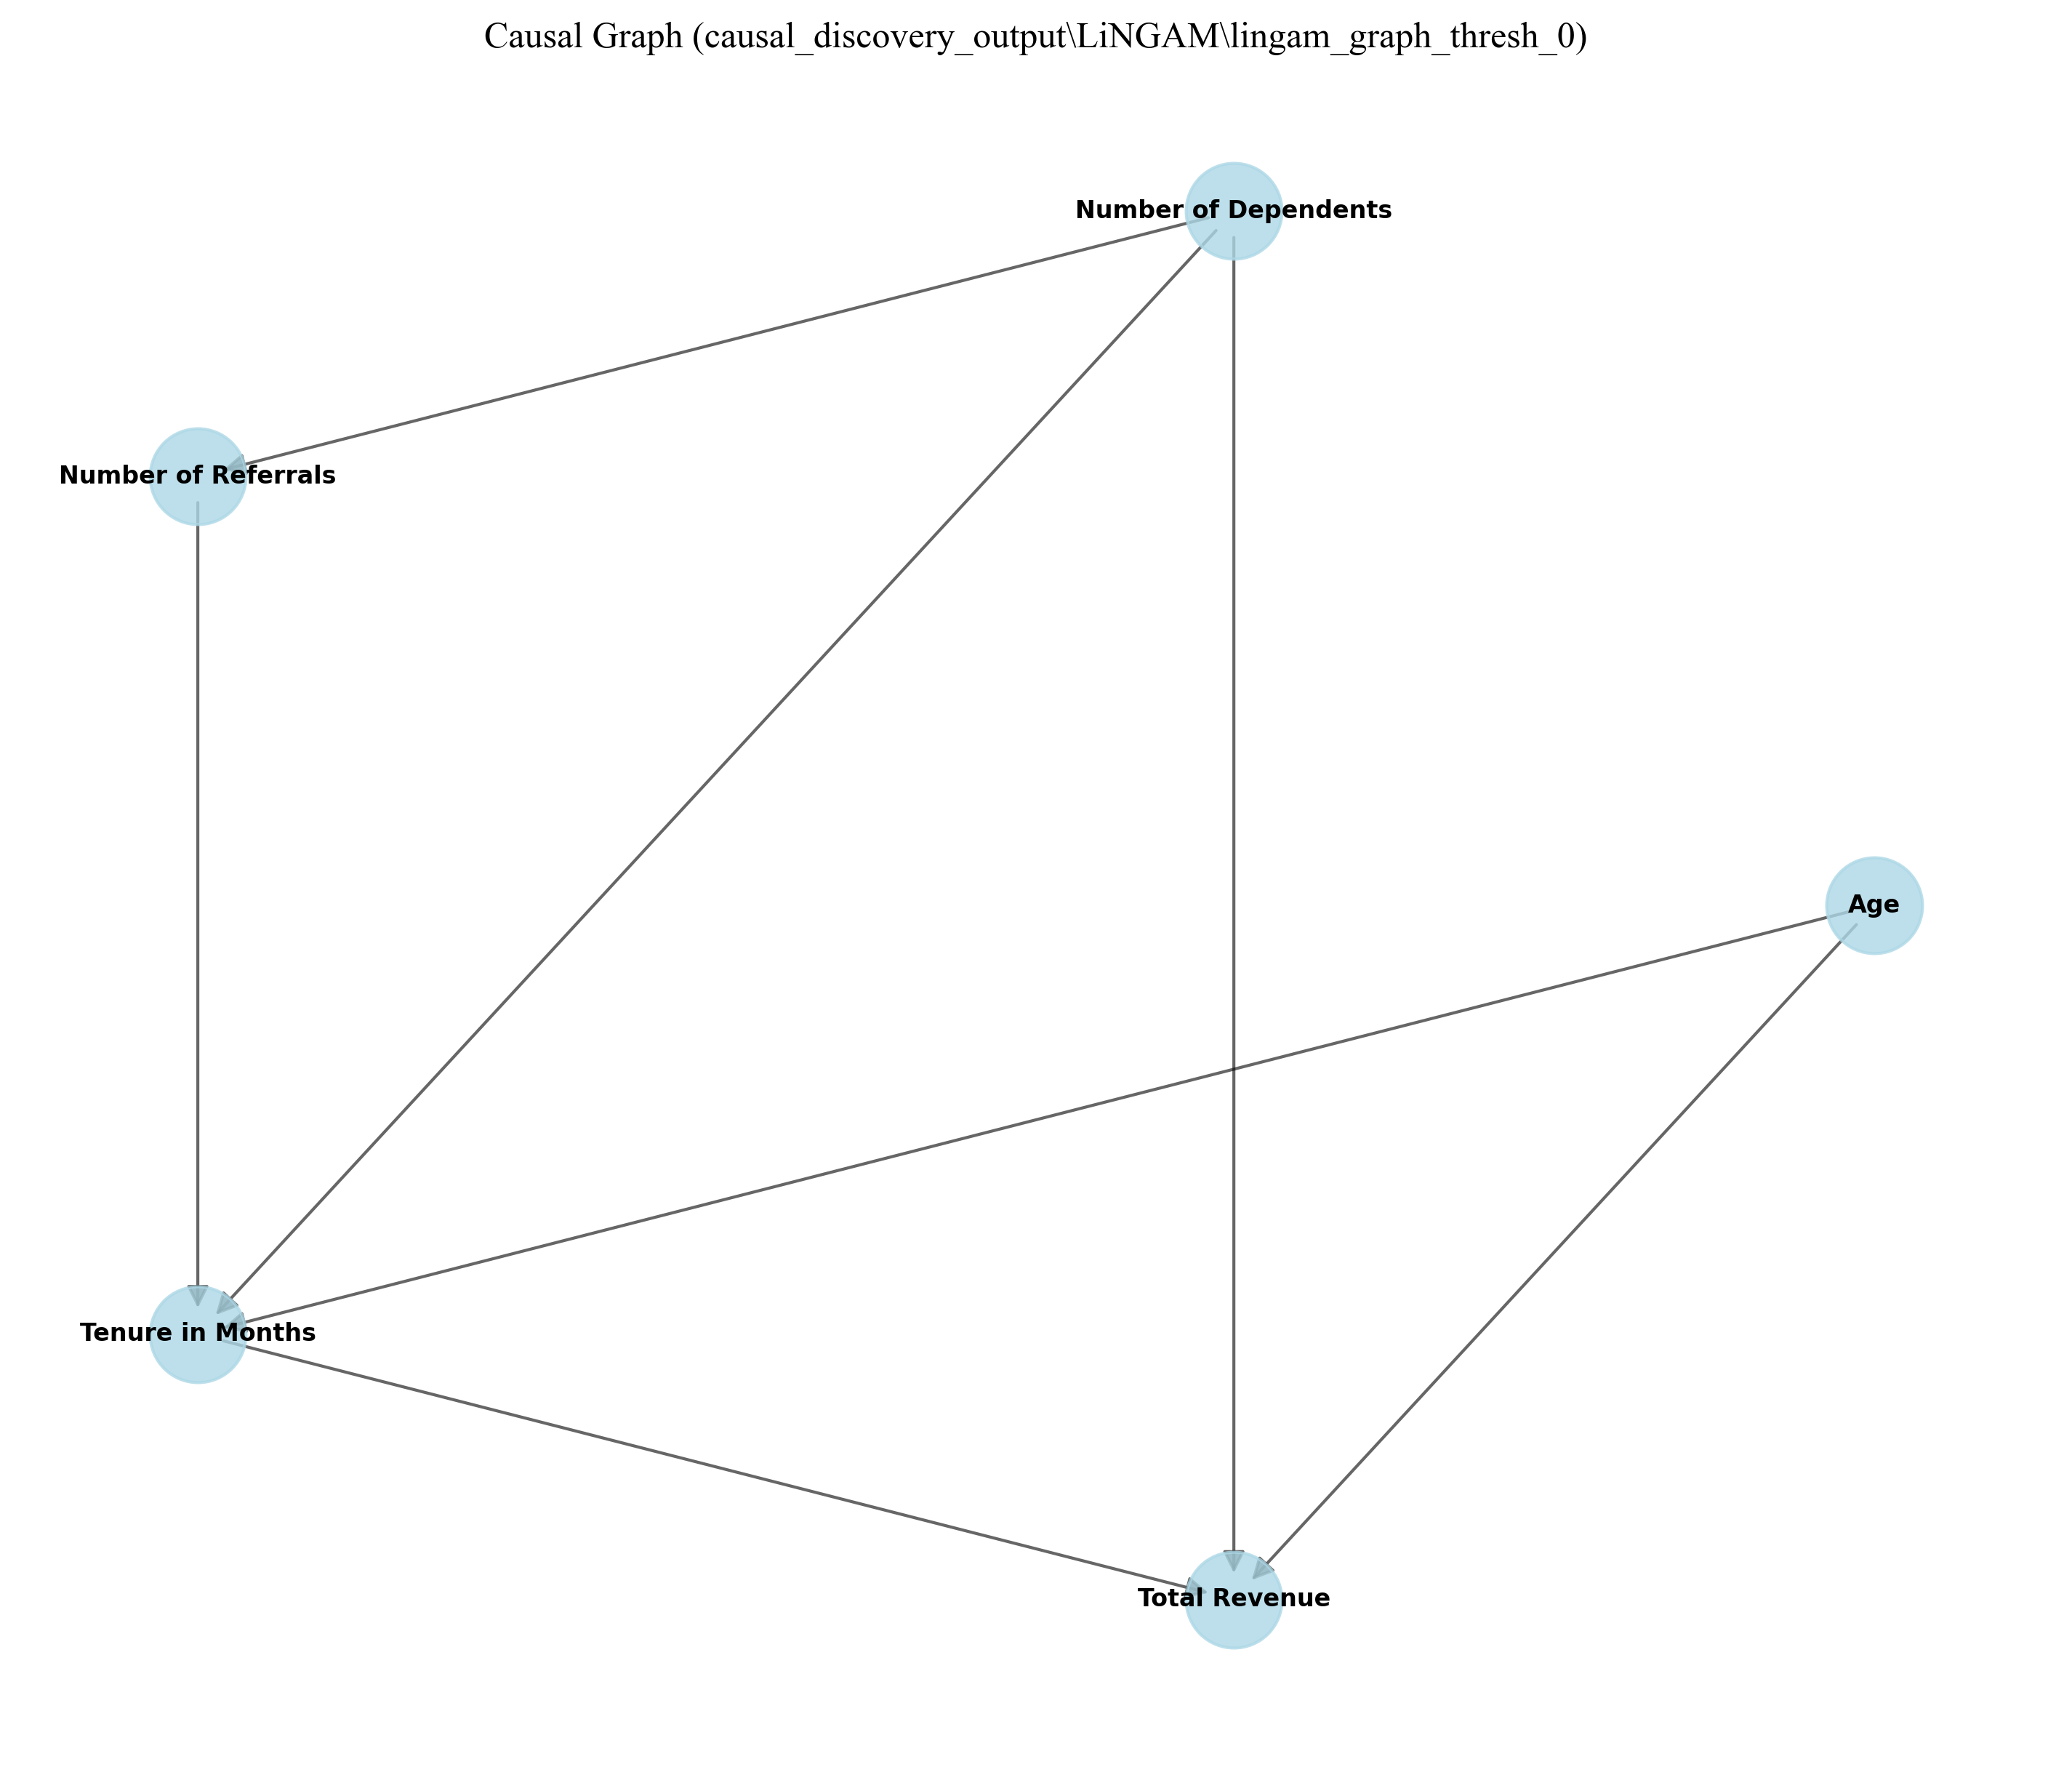 Causal Graph (causal_discovery_output\LiNGAM\lingam_graph_thresh_0)
Number of Dependents
Number of Referrals
Age
Tenure in Months
Total Revenue